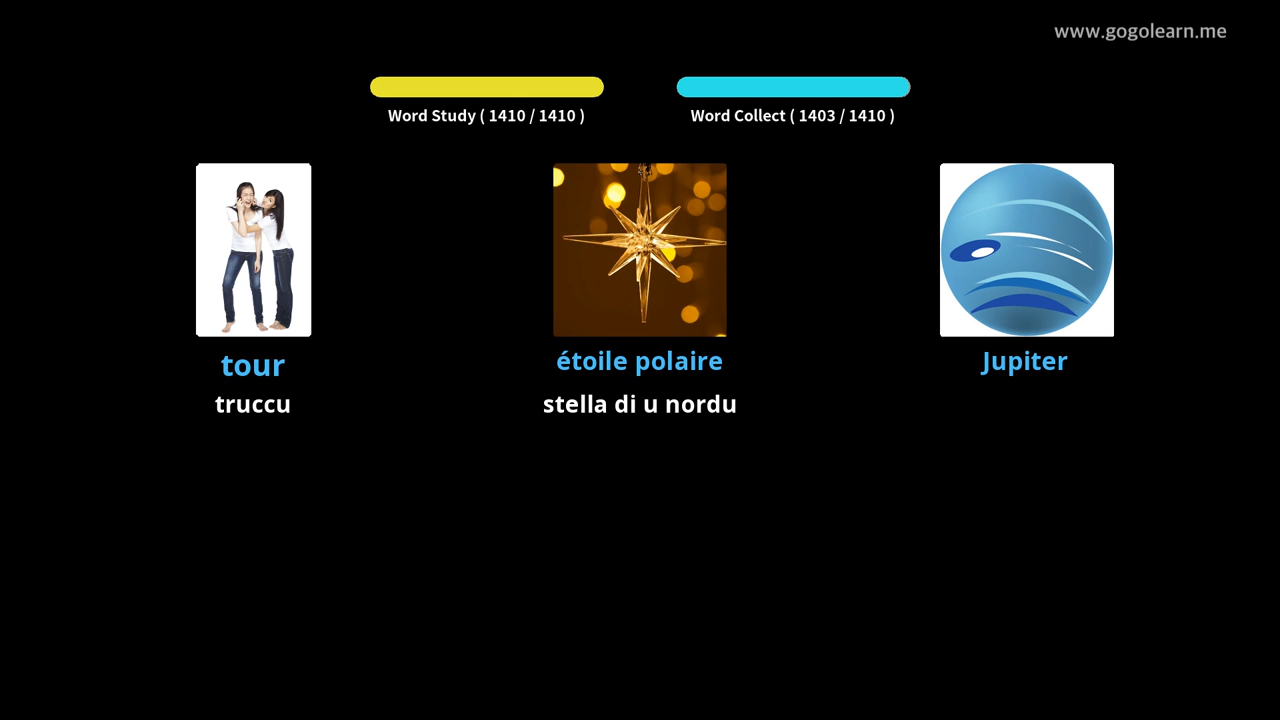 www.gogolearn.me
Word Study ( 1410 / 1410 )
Word Collect ( 1403 / 1410 )
tour
étoile polaire
Jupiter
truccu
stella di u nordu